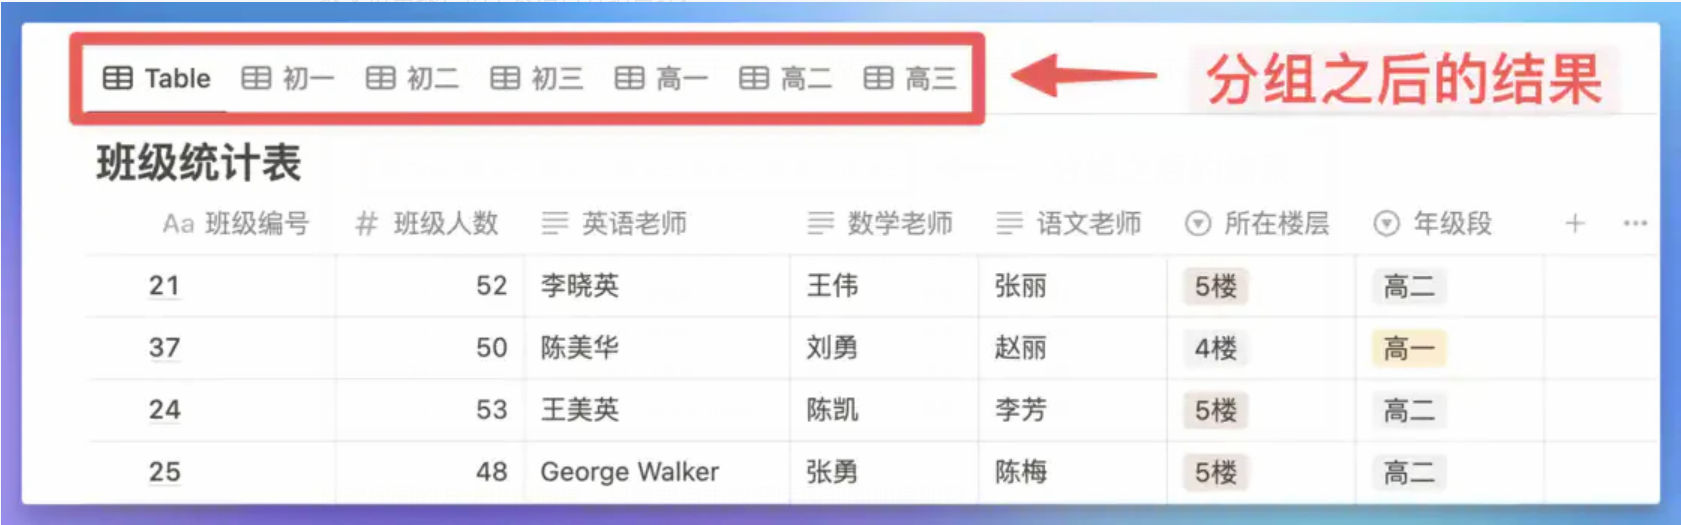 Table 初一 初二 初三 高一 高二 高三 分组之后的结果
班级统计表
Aa 班级编号 # 班级人数 英语老师 数学老师 语文老师 所在楼层 年级段 + ...
21 52 李晓英 王伟 张丽 5楼 高二
37 50 陈美华 刘勇 赵丽 4楼 高一
24 53 王美英 陈凯 李芳 5楼 高二
25 48 George Walker 张勇 陈梅 5楼 高二